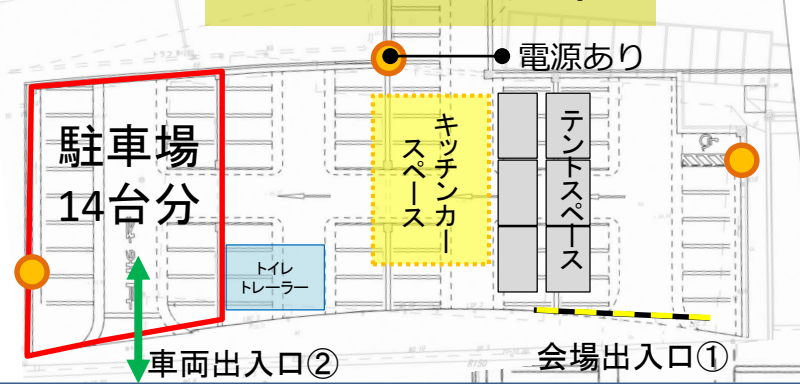 電源あり
駐車場
14台分
キッチンカー
スペース
テントスペース
トイレ
トレーラー
車両出入口②
会場出入口①